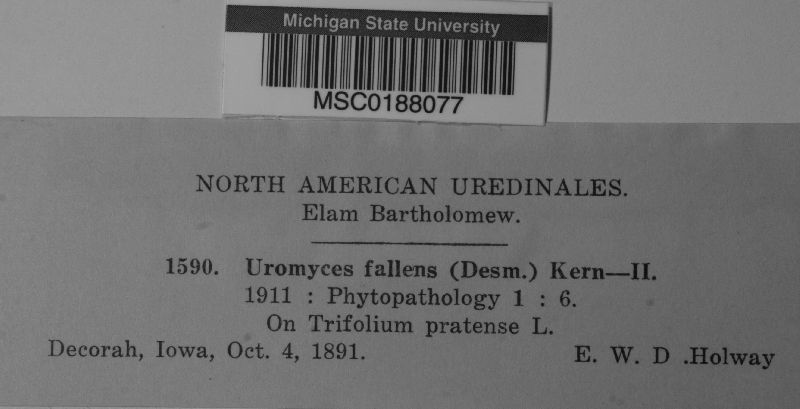 Michigan State University
MSC0188077
NORTH AMERICAN UREDINALES.
Elam Bartholomew.
1590. Uromyces fallens (Desm.) Kern—II.
1911 : Phytopathology 1 : 6.
On Trifolium pratense L.
Decorah, Iowa, Oct. 4, 1891. E. W. D .Holway